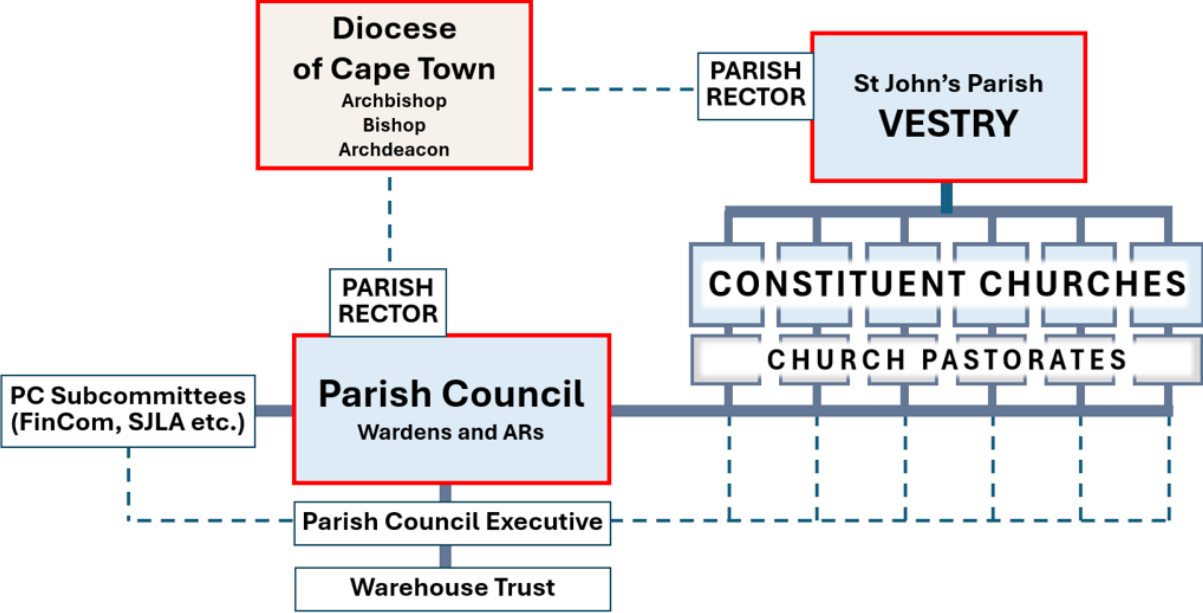 Diocese
of Cape Town
Archbishop
Bishop
Archdeacon
PARISH
RECTOR
St John’s Parish
VESTRY
CONSTITUENT CHURCHES
CHURCH PASTORATES
PARISH
RECTOR
Parish Council
Wardens and ARs
PC Subcommittees
(FinCom, SJLA etc.)
Parish Council Executive
Warehouse Trust